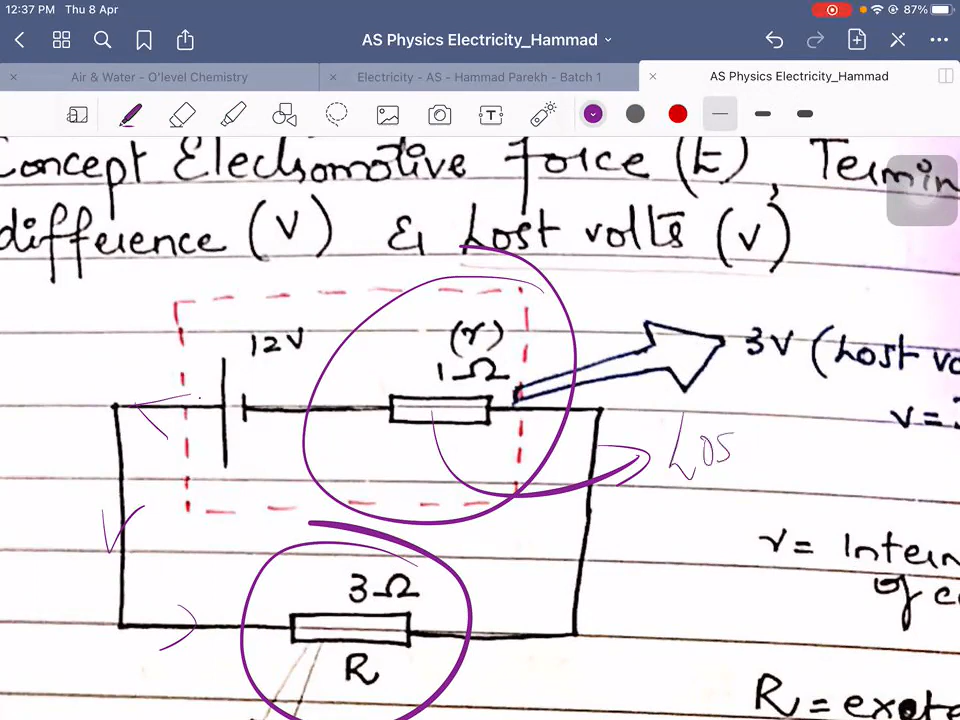 12:37 PM Thu 8 Apr 87%
AS Physics Electricity_Hammad
Air & Water - O'level Chemistry
Electricity - AS - Hammad Parekh - Batch 1
AS Physics Electricity_Hammad
Concept Electromotive Force (E), Termin
difference (V) & Lost volts (v)
12V
(r)
1Ω
3V (Lost vo
v=
Los
r= Intern
of ce
3Ω
R
R= exte